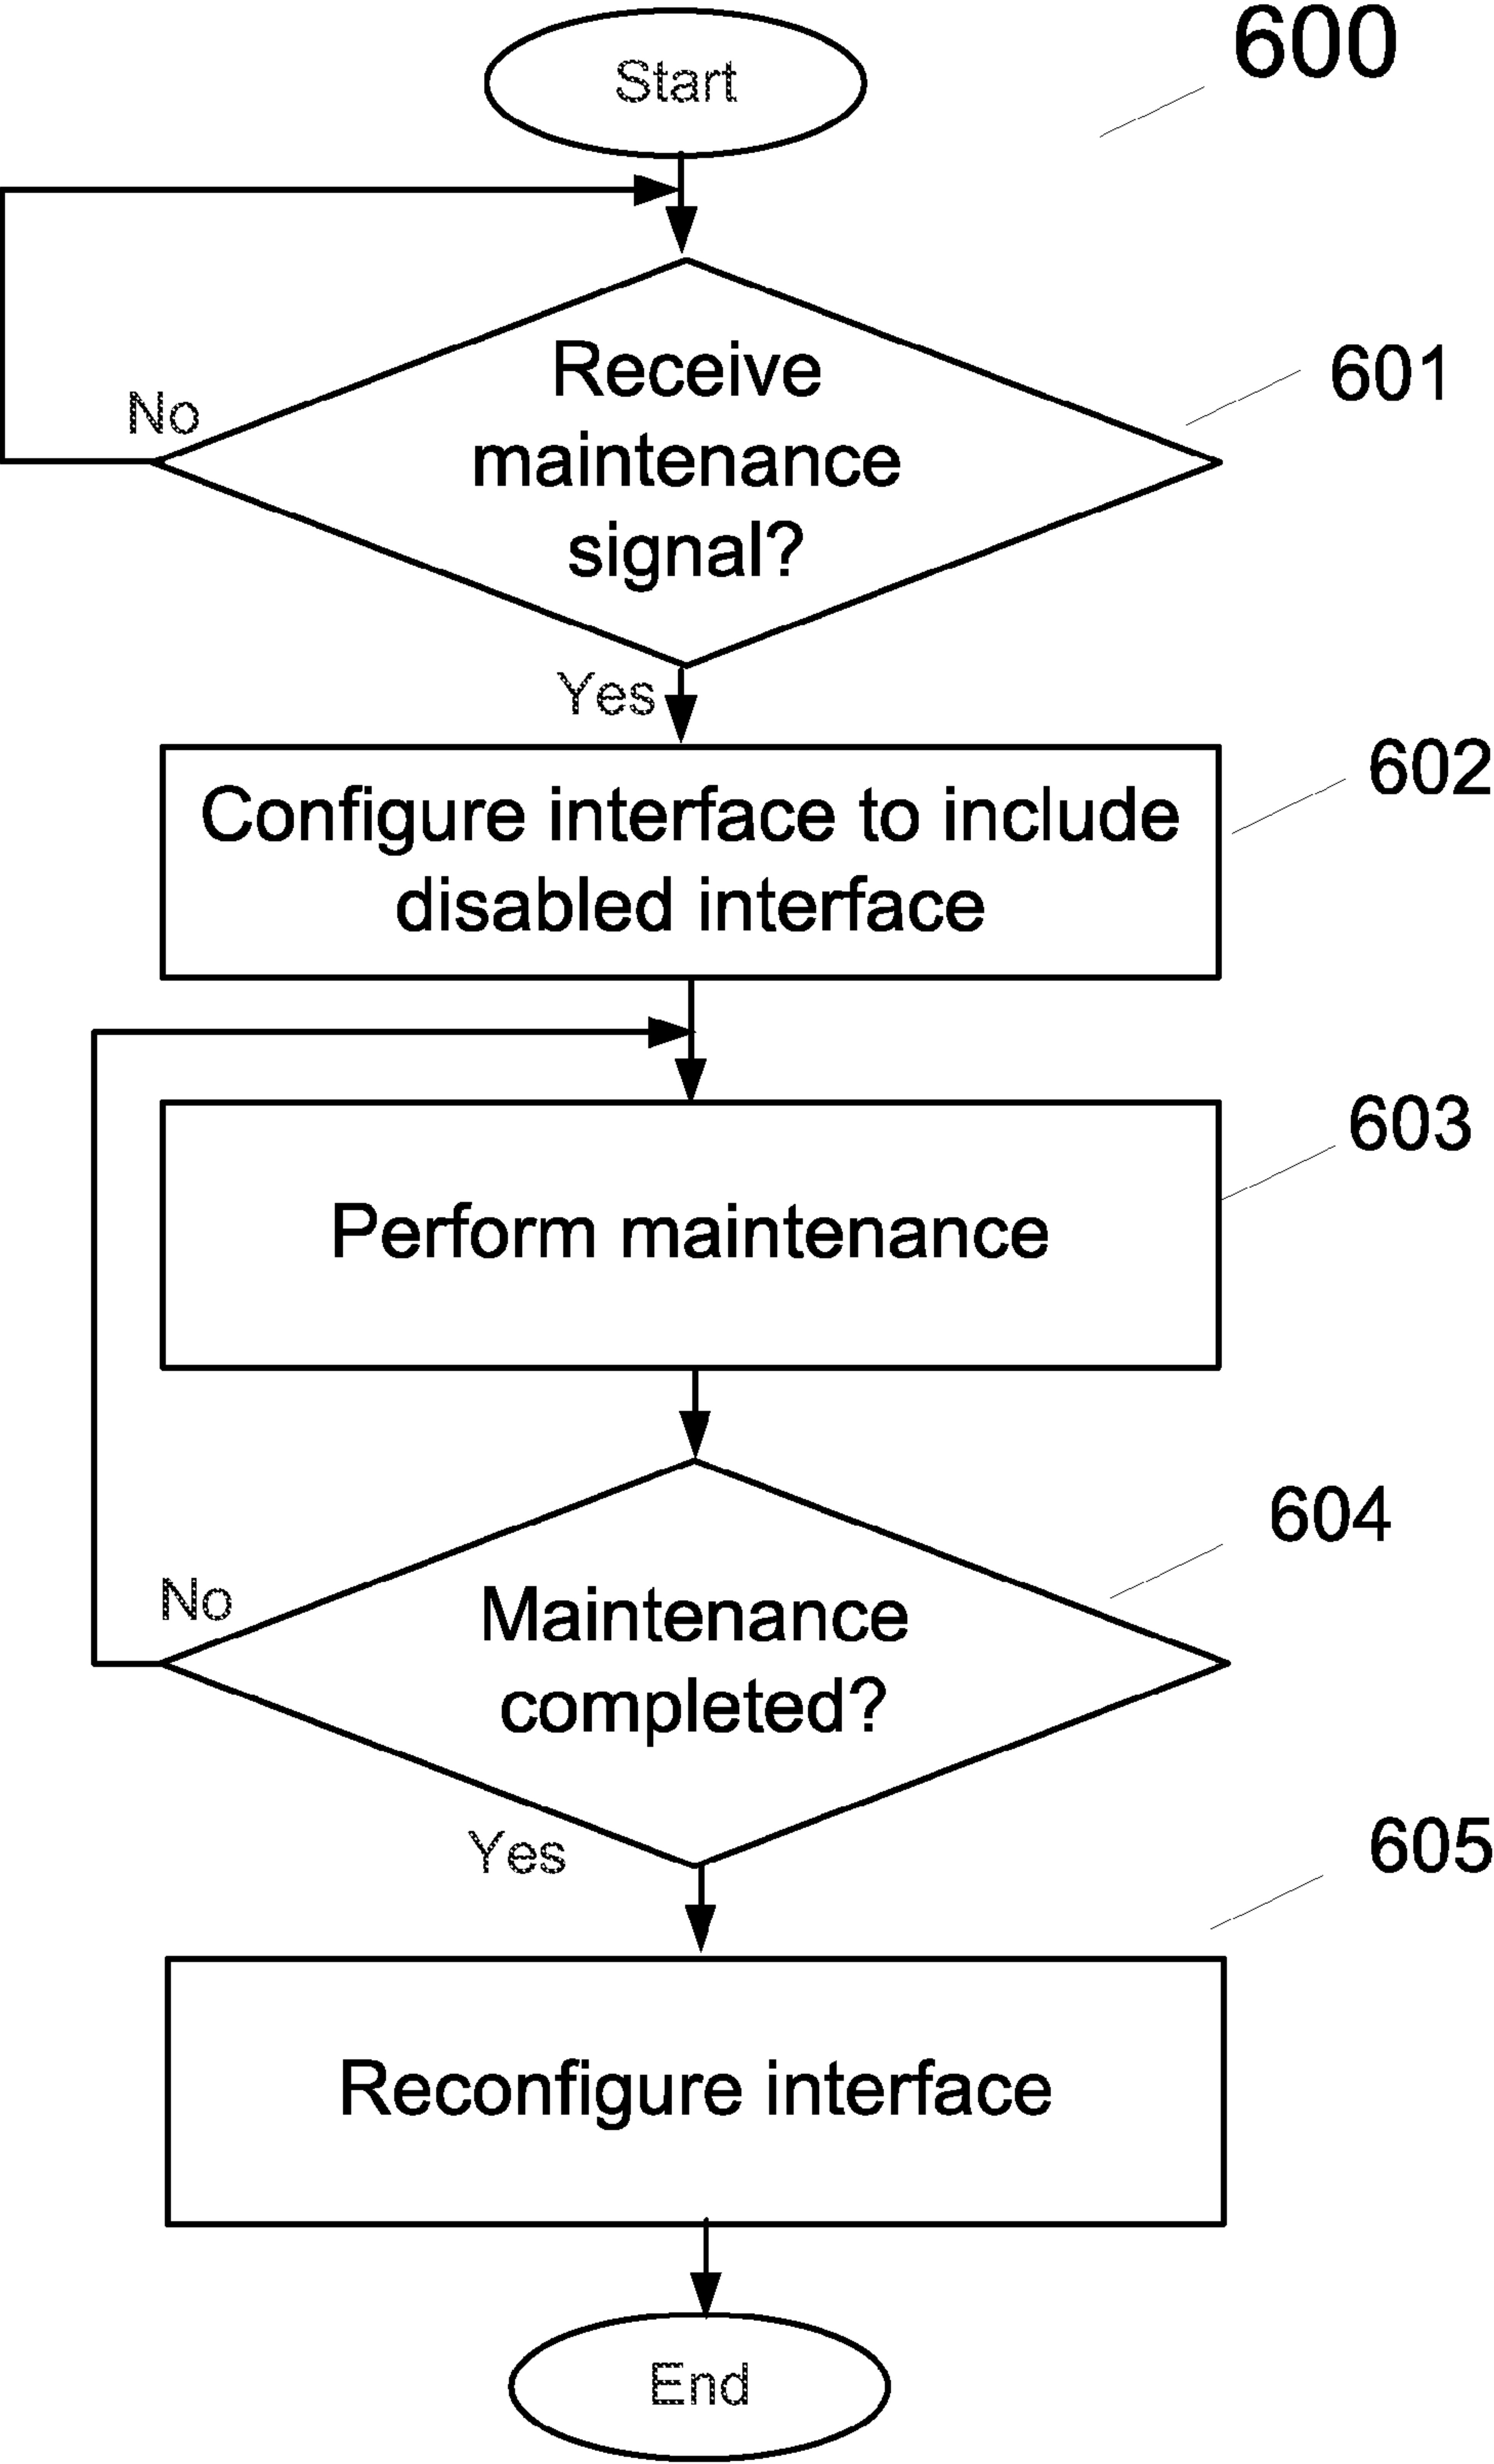 Start
600
Receive
maintenance
signal?
601
No
Yes
Configure interface to include
disabled interface
602
Perform maintenance
603
Maintenance
completed?
604
No
Yes
605
Reconfigure interface
End